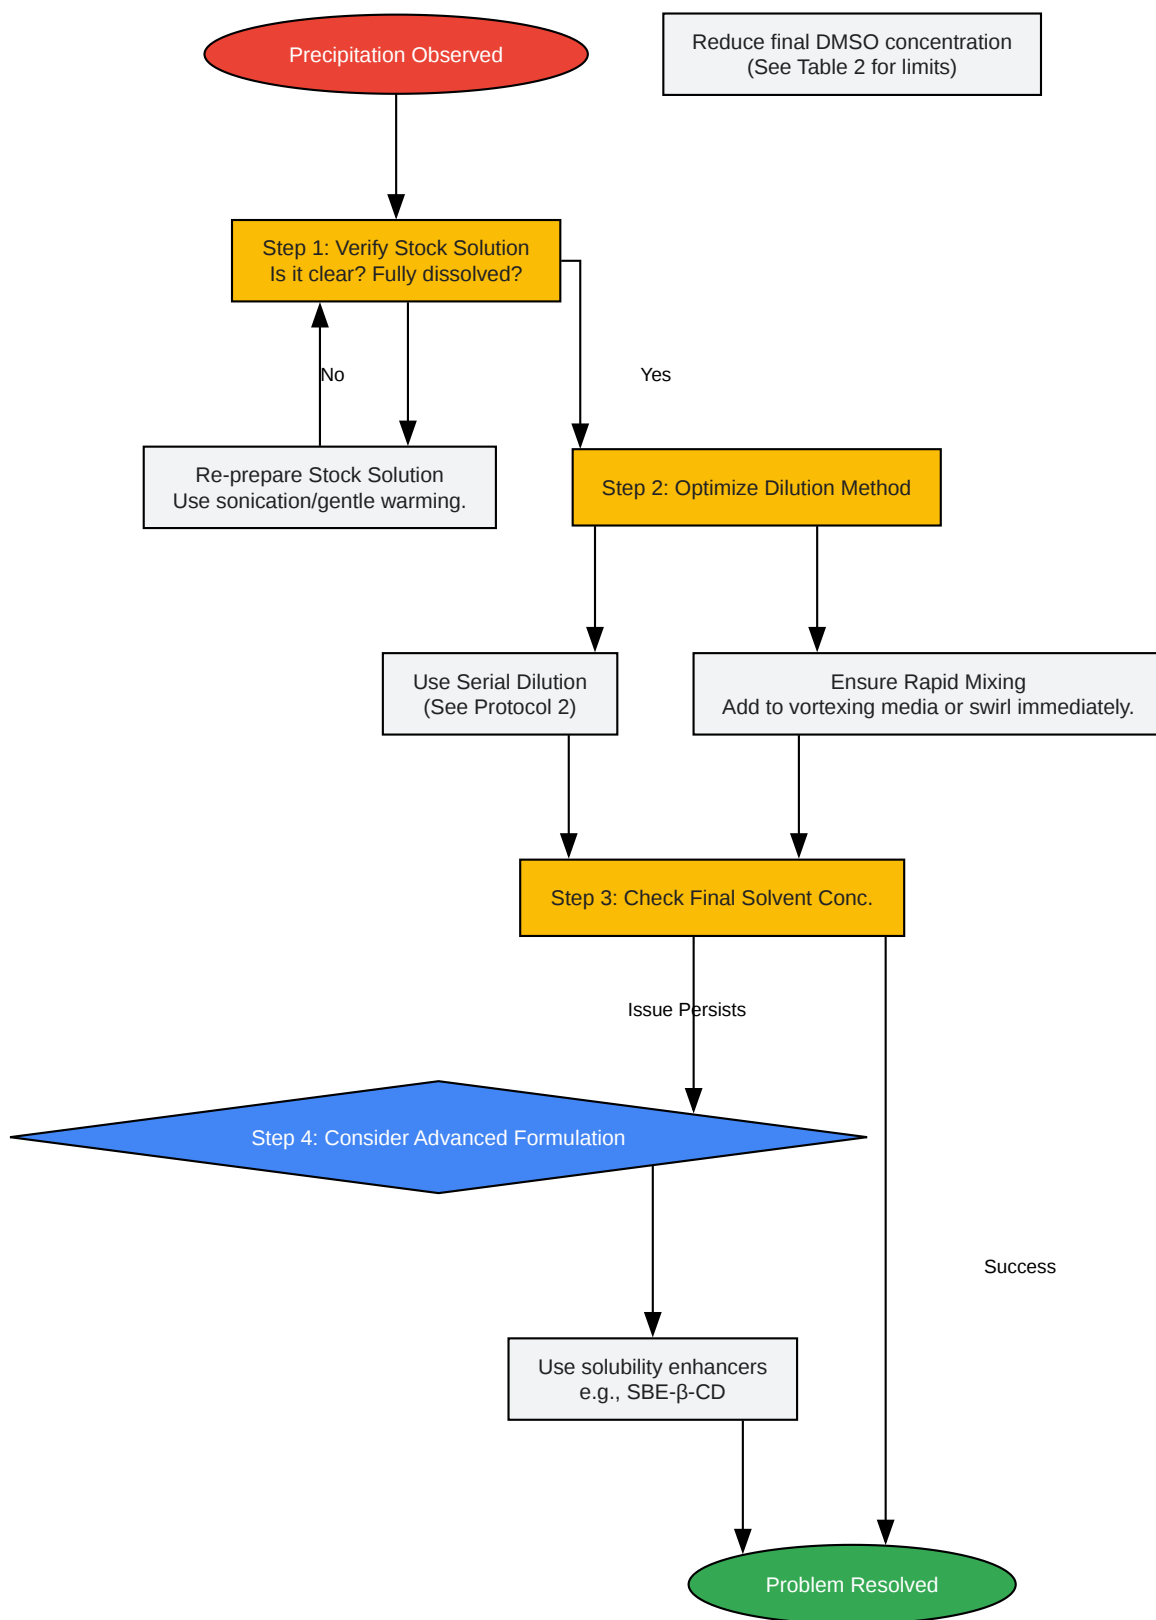 Precipitation Observed
Reduce final DMSO concentration
(See Table 2 for limits)
Step 1: Verify Stock Solution
Is it clear? Fully dissolved?
No
Yes
Re-prepare Stock Solution
Use sonication/gentle warming.
Step 2: Optimize Dilution Method
Use Serial Dilution
(See Protocol 2)
Ensure Rapid Mixing
Add to vortexing media or swirl immediately.
Step 3: Check Final Solvent Conc.
Issue Persists
Step 4: Consider Advanced Formulation
Success
Use solubility enhancers
e.g., SBE-β-CD
Problem Resolved